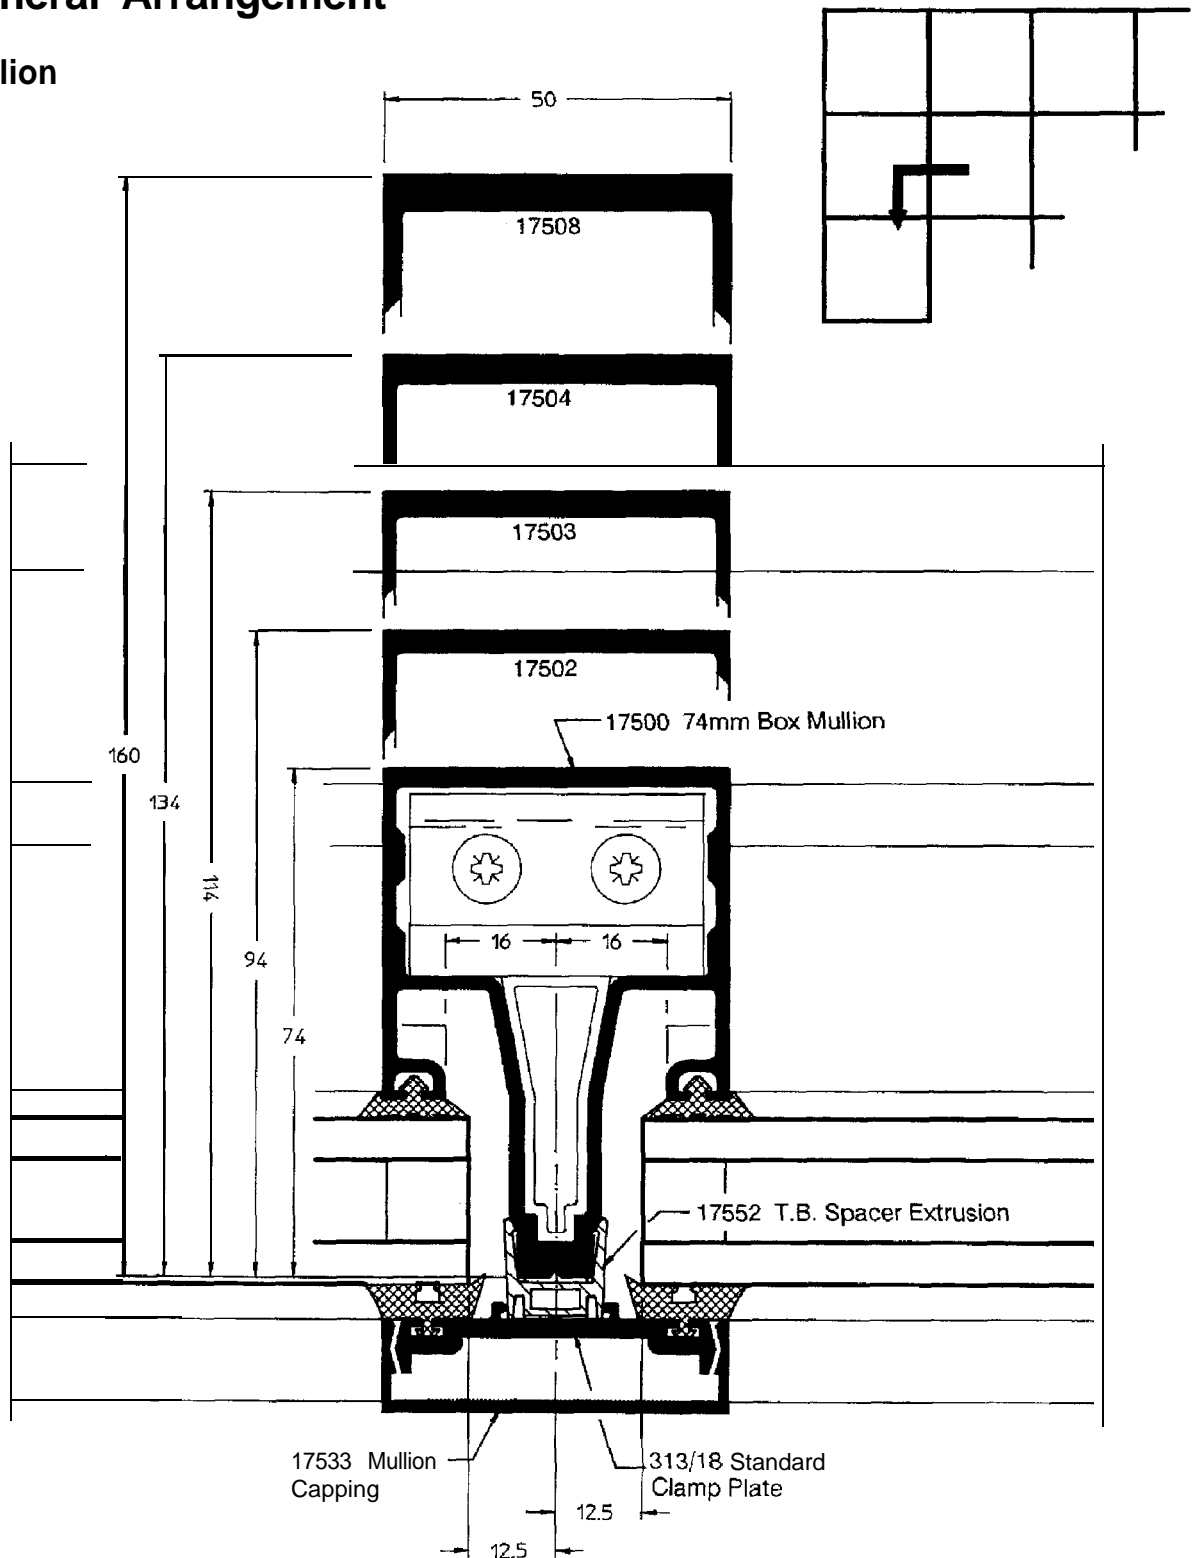 neral Arrangement
lion
50
17508
17504
17503
17502
17500 74mm Box Mullion
160
134
114
94
74
16 16
17552 T.B. Spacer Extrusion
17533 Mullion
Capping
313/18 Standard
Clamp Plate
12.5
12.5